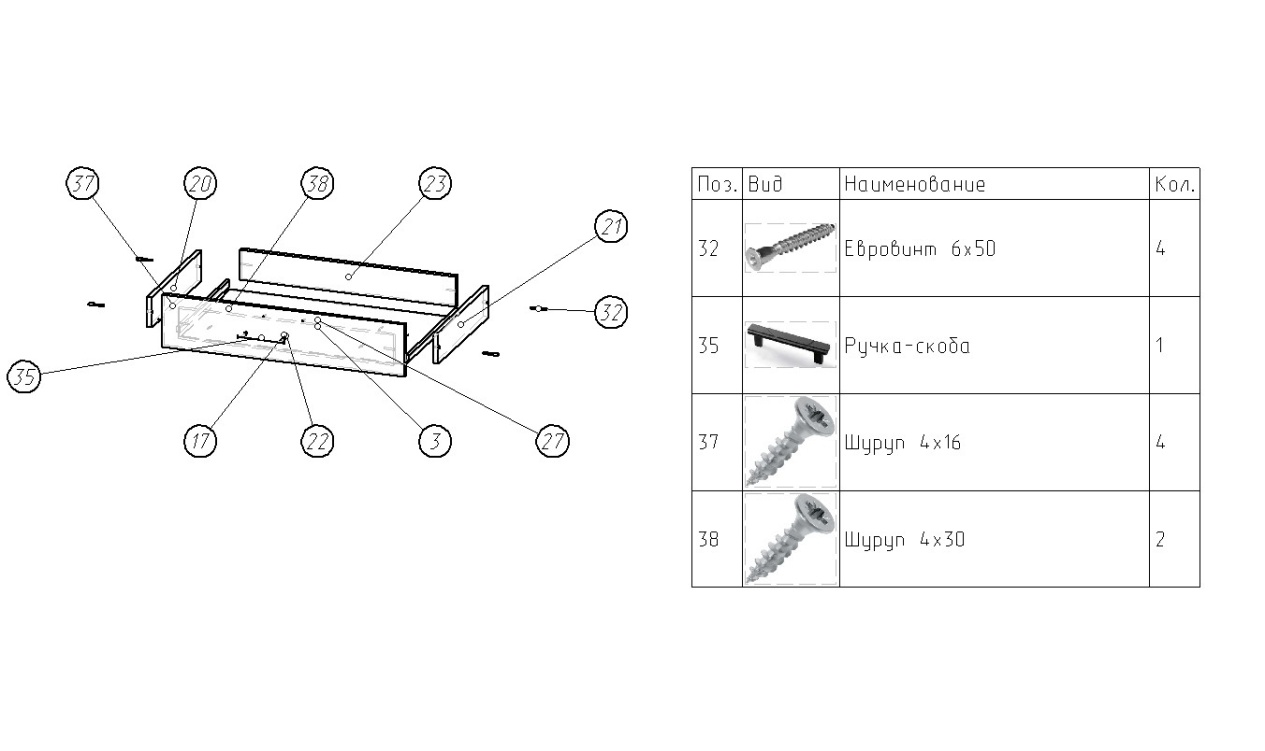 37 20 38 23
21
32
35
17 22 3 27
Поз. Вид Наименование Кол.
32 Евровинт 6х50 4
35 Ручка-скоба 1
37 Шуруп 4х16 4
38 Шуруп 4х30 2